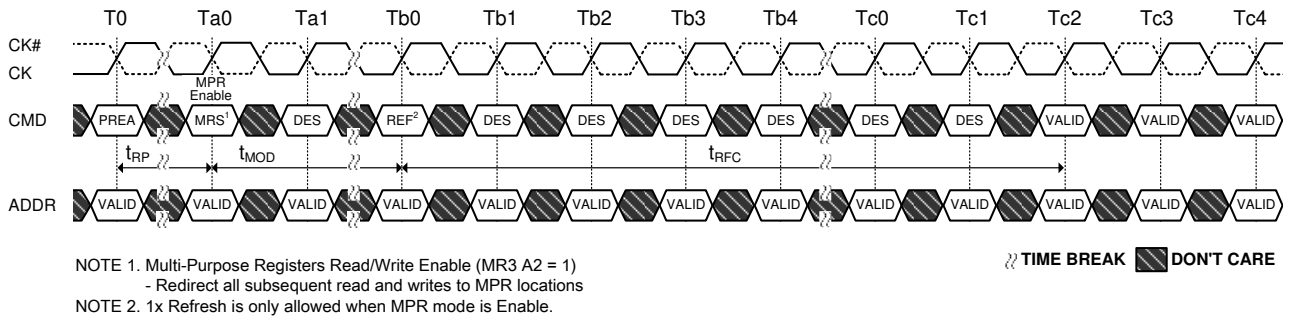 T0 Ta0 Ta1 Tb0 Tb1 Tb2 Tb3 Tb4 Tc0 Tc1 Tc2 Tc3 Tc4
CK#
CK
MPR
Enable
CMD PREA MRS1 DES REF2 DES DES DES DES DES DES VALID VALID VALID
tRP tMOD tRFC
ADDR VALID VALID VALID VALID VALID VALID VALID VALID VALID VALID VALID VALID VALID
TIME BREAK DON'T CARE
NOTE 1. Multi-Purpose Registers Read/Write Enable (MR3 A2 = 1)
- Redirect all subsequent read and writes to MPR locations
NOTE 2. 1x Refresh is only allowed when MPR mode is Enable.